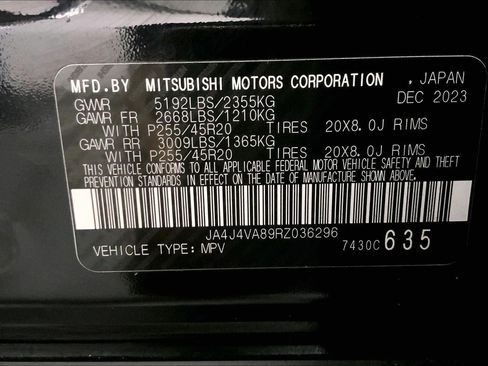 MFD.BY MITSUBISHI MOTORS CORPORATION , JAPAN
GVWR 5192LBS/2355KG DEC 2023
GAWR FR 2668LBS/1210KG
WITH P255/45R20 TIRES 20X8.0J RIMS
GAWR RR 3009LBS/1365KG
WITH P255/45R20 TIRES 20X8.0J RIMS
THIS VEHICLE CONFORMS TO ALL APPLICABLE FEDERAL MOTOR VEHICLE SAFETY AND THEFT
PREVENTION STANDARDS IN EFFECT ON THE DATE OF MANUFACTURE SHOWN ABOVE.
JA4J4VA89RZ036296
VEHICLE TYPE: MPV 7430C 635